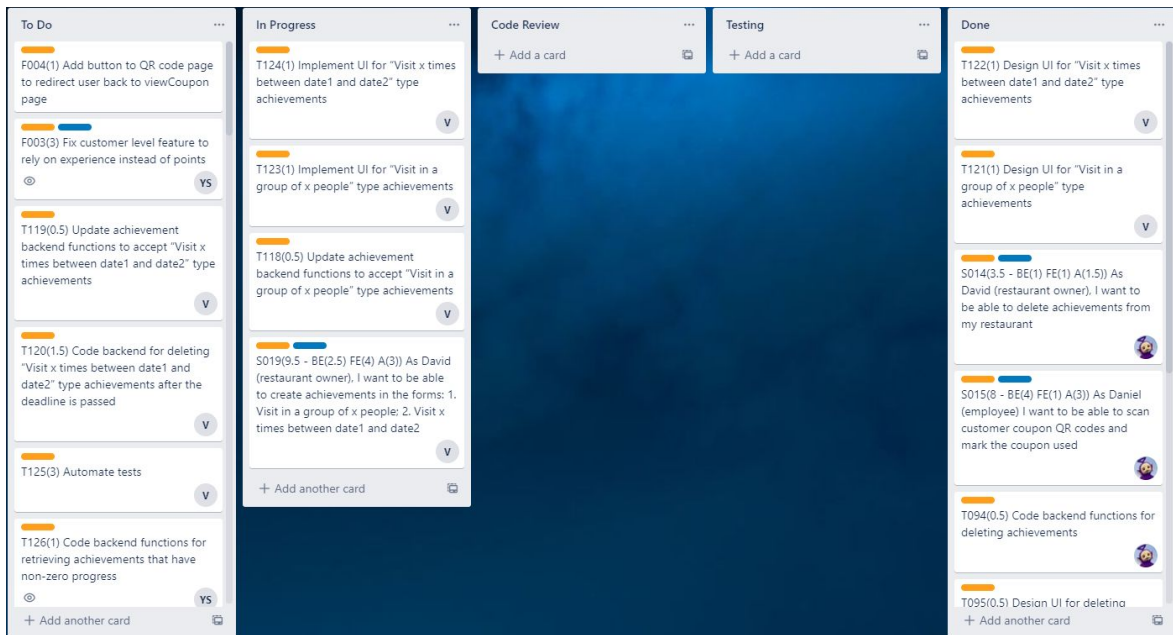 To Do
F004(1) Add button to QR code page
to redirect user back to viewCoupon
page
F003(3) Fix customer level feature to
rely on experience instead of points
YS
T119(0.5) Update achievement
backend functions to accept "Visit x
times between date1 and date2" type
achievements
V
T120(1.5) Code backend for deleting
"Visit x times between date1 and
date2" type achievements after the
deadline is passed
V
T125(3) Automate tests
V
T126(1) Code backend functions for
retrieving achievements that have
non-zero progress
YS
+ Add another card
In Progress
T124(1) Implement UI for "Visit x times
between date1 and date2" type
achievements
V
T123(1) Implement UI for "Visit in a
group of x people" type achievements
V
T118(0.5) Update achievement
backend functions to accept "Visit in a
group of x people" type achievements
V
S019(9.5 - BE(2.5) FE(4) A(3)) As David
(restaurant owner), I want to be able
to create achievements in the forms: 1.
Visit in a group of x people; 2. Visit x
times between date1 and date2
V
+ Add another card
Code Review
+ Add a card
Testing
+ Add a card
Done
T122(1) Design UI for "Visit x times
between date1 and date2" type
achievements
V
T121(1) Design UI for "Visit in a
group of x people" type
achievements
V
S014(3.5 - BE(1) FE(1) A(1.5)) As
David (restaurant owner), I want to
be able to delete achievements from
my restaurant
S015(8 - BE(4) FE(1) A(3)) As Daniel
(employee) I want to be able to scan
customer coupon QR codes and
mark the coupon used
T094(0.5) Code backend functions for
deleting achievements
T095(0.5) Design UI for deleting
+ Add another card